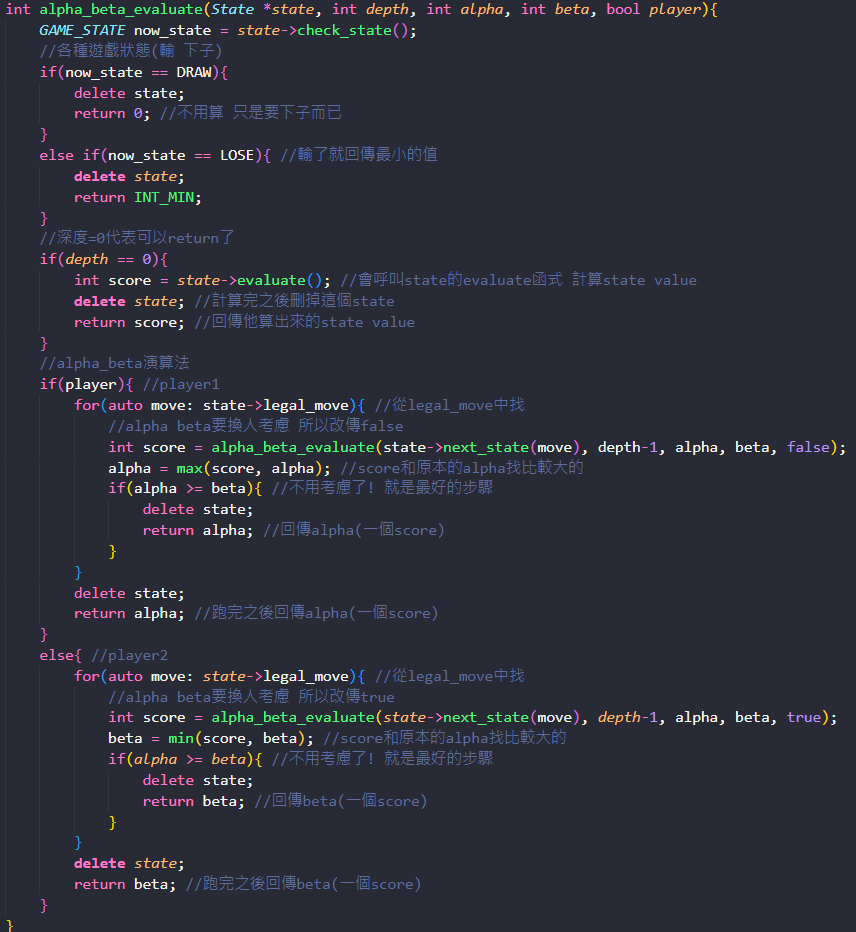 int alpha_beta_evaluate(State *state, int depth, int alpha, int beta, bool player){
    GAME_STATE now_state = state->check_state();
    //各種遊戲狀態(輸 下子)
    if(now_state == DRAW){
        delete state;
        return 0; //不用算 只是要下子而已
    }
    else if(now_state == LOSE){ //輸了就回傳最小的值
        delete state;
        return INT_MIN;
    }
    //深度=0代表可以return了
    if(depth == 0){
        int score = state->evaluate(); //會呼叫state的evaluate函式 計算state value
        delete state; //計算完之後刪掉這個state
        return score; //回傳他算出來的state value
    }
    //alpha_beta演算法
    if(player){ //player1
        for(auto move: state->legal_move){ //從legal_move中找
            //alpha beta要換人考慮 所以改傳false
            int score = alpha_beta_evaluate(state->next_state(move), depth-1, alpha, beta, false);
            alpha = max(score, alpha); //score和原本的alpha找比較大的
            if(alpha >= beta){ //不用考慮了! 就是最好的步驟
                delete state;
                return alpha; //回傳alpha(一個score)
            }
        }
        delete state;
        return alpha; //跑完之後回傳alpha(一個score)
    }
    else{ //player2
        for(auto move: state->legal_move){ //從legal_move中找
            //alpha beta要換人考慮 所以改傳true
            int score = alpha_beta_evaluate(state->next_state(move), depth-1, alpha, beta, true);
            beta = min(score, beta); //score和原本的alpha找比較大的
            if(alpha >= beta){ //不用考慮了! 就是最好的步驟
                delete state;
                return beta; //回傳beta(一個score)
            }
        }
        delete state;
        return beta; //跑完之後回傳beta(一個score)
    }
}